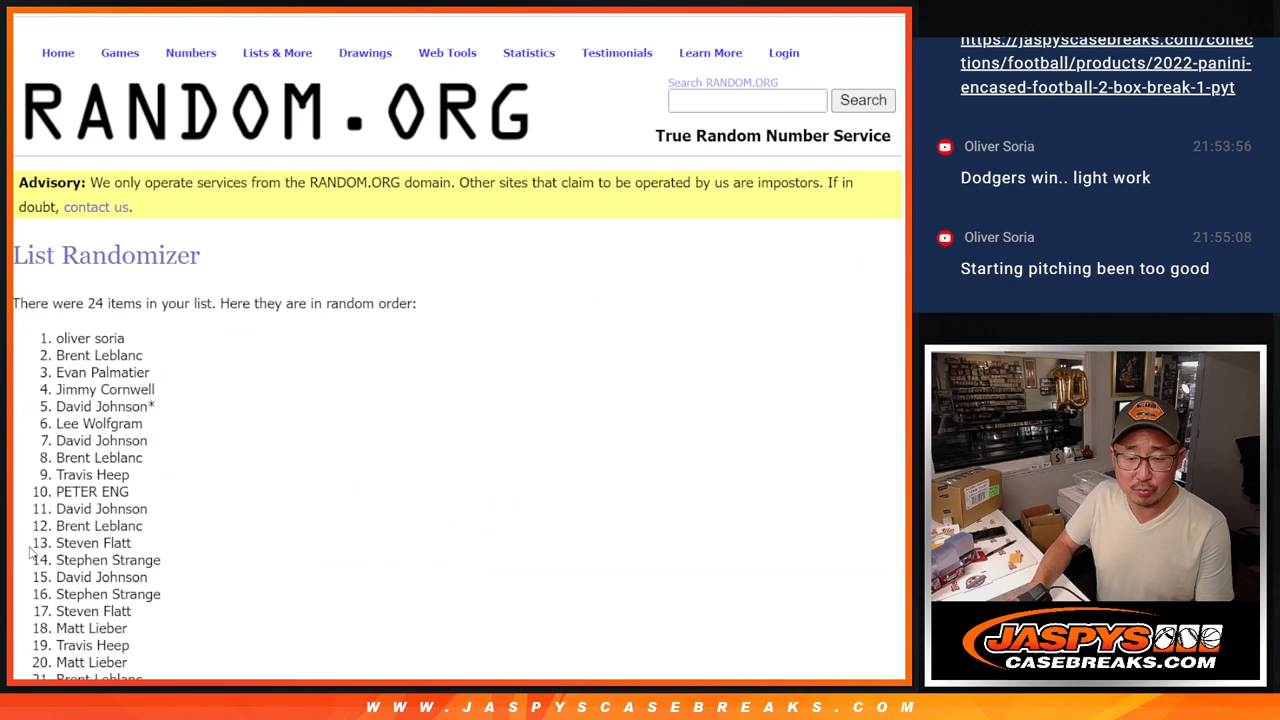 Home Games Numbers Lists & More Drawings Web Tools Statistics Testimonials Learn More Login
RANDOM.ORG
Search RANDOM.ORG
Search
True Random Number Service
Advisory: We only operate services from the RANDOM.ORG domain. Other sites that claim to be operated by us are impostors. If in
doubt, contact us.
List Randomizer
There were 24 items in your list. Here they are in random order:
1. oliver soria
2. Brent Leblanc
3. Evan Palmatier
4. Jimmy Cornwell
5. David Johnson*
6. Lee Wolfgram
7. David Johnson
8. Brent Leblanc
9. Travis Heep
10. PETER ENG
11. David Johnson
12. Brent Leblanc
13. Steven Flatt
14. Stephen Strange
15. David Johnson
16. Stephen Strange
17. Steven Flatt
18. Matt Lieber
19. Travis Heep
20. Matt Lieber
21. Brent Leblanc
https://jaspyscasebreaks.com/collec
tions/football/products/2022-panini-
encased-football-2-box-break-1-pyt
Oliver Soria 21:53:56
Dodgers win.. light work
Oliver Soria 21:55:08
Starting pitching been too good
10
JASPYS
CASEBREAKS.COM
WWW.JASPYSCASEBREAKS.COM